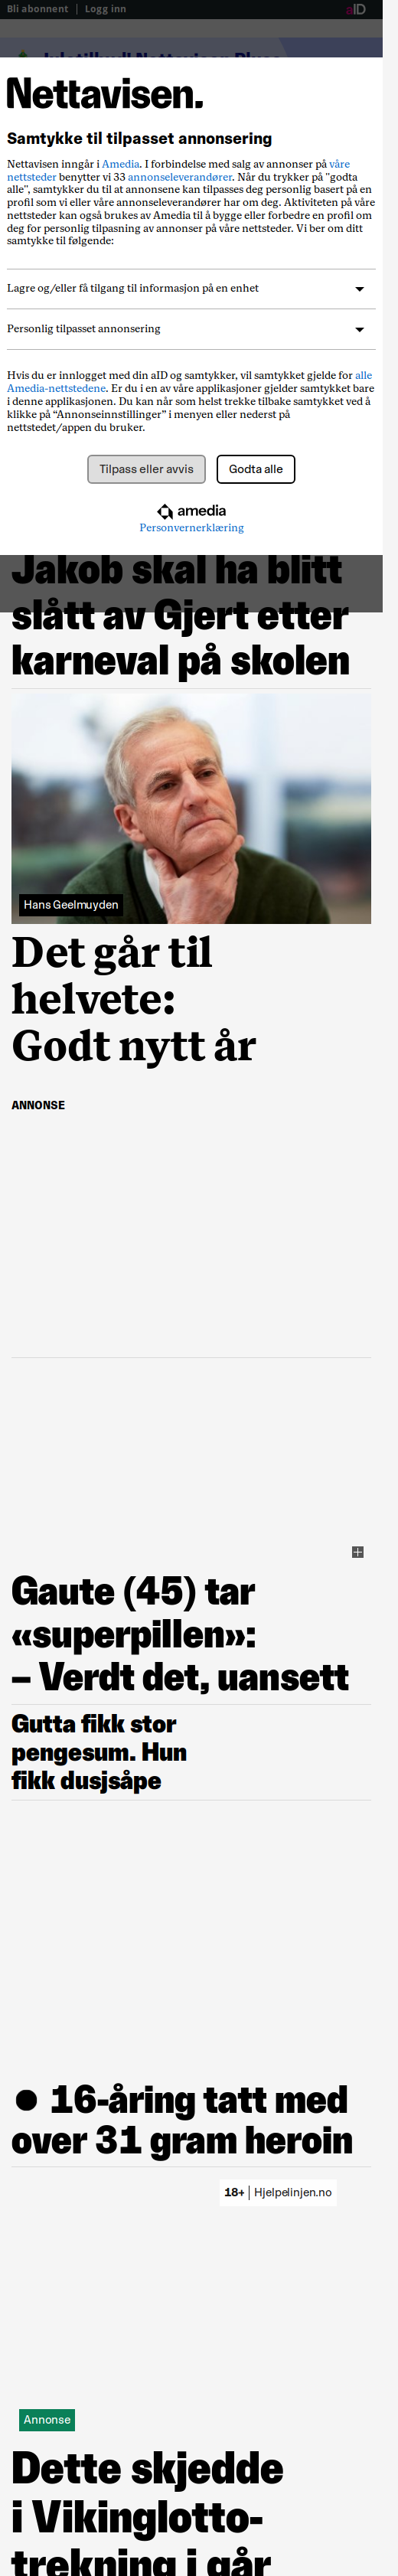 Bli abonnent | Logg inn
aID
Nettavisen.
Samtykke til tilpasset annonsering
Nettavisen inngår i Amedia. I forbindelse med salg av annonser på våre
nettsteder benytter vi 33 annonseleverandører. Når du trykker på "godta
alle", samtykker du til at annonsene kan tilpasses deg personlig basert på en
profil som vi eller våre annonseleverandører har om deg. Aktiviteten på våre
nettsteder kan også brukes av Amedia til å bygge eller forbedre en profil om
deg for personlig tilpasning av annonser på våre nettsteder. Vi ber om ditt
samtykke til følgende:
Lagre og/eller få tilgang til informasjon på en enhet
Personlig tilpasset annonsering
Hvis du er innlogget med din aID og samtykker, vil samtykket gjelde for alle
Amedia-nettstedene. Er du i en av våre applikasjoner gjelder samtykket bare
i denne applikasjonen. Du kan når som helst trekke tilbake samtykket ved å
klikke på “Annonseinnstillinger” i menyen eller nederst på
nettstedet/appen du bruker.
Tilpass eller avvis
Godta alle
amedia
Personvernerklæring
Jakob skal ha blitt
slått av Gjert etter
karneval på skolen
Hans Geelmuyden
Det går til
helvete:
Godt nytt år
ANNONSE
Gaute (45) tar
«superpillen»:
– Verdt det, uansett
Gutta fikk stor
pengesum. Hun
fikk dusjsåpe
● 16-åring tatt med
over 31 gram heroin
18+ | Hjelpelinjen.no
Annonse
Dette skjedde
i Vikinglotto-
trekning i går